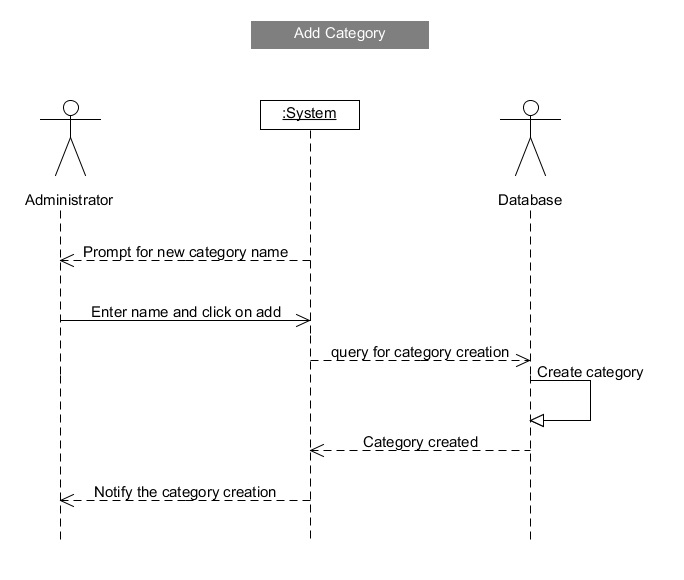 Add Category
:System
Administrator
Database
Prompt for new category name
Enter name and click on add
query for category creation
Create category
Category created
Notify the category creation